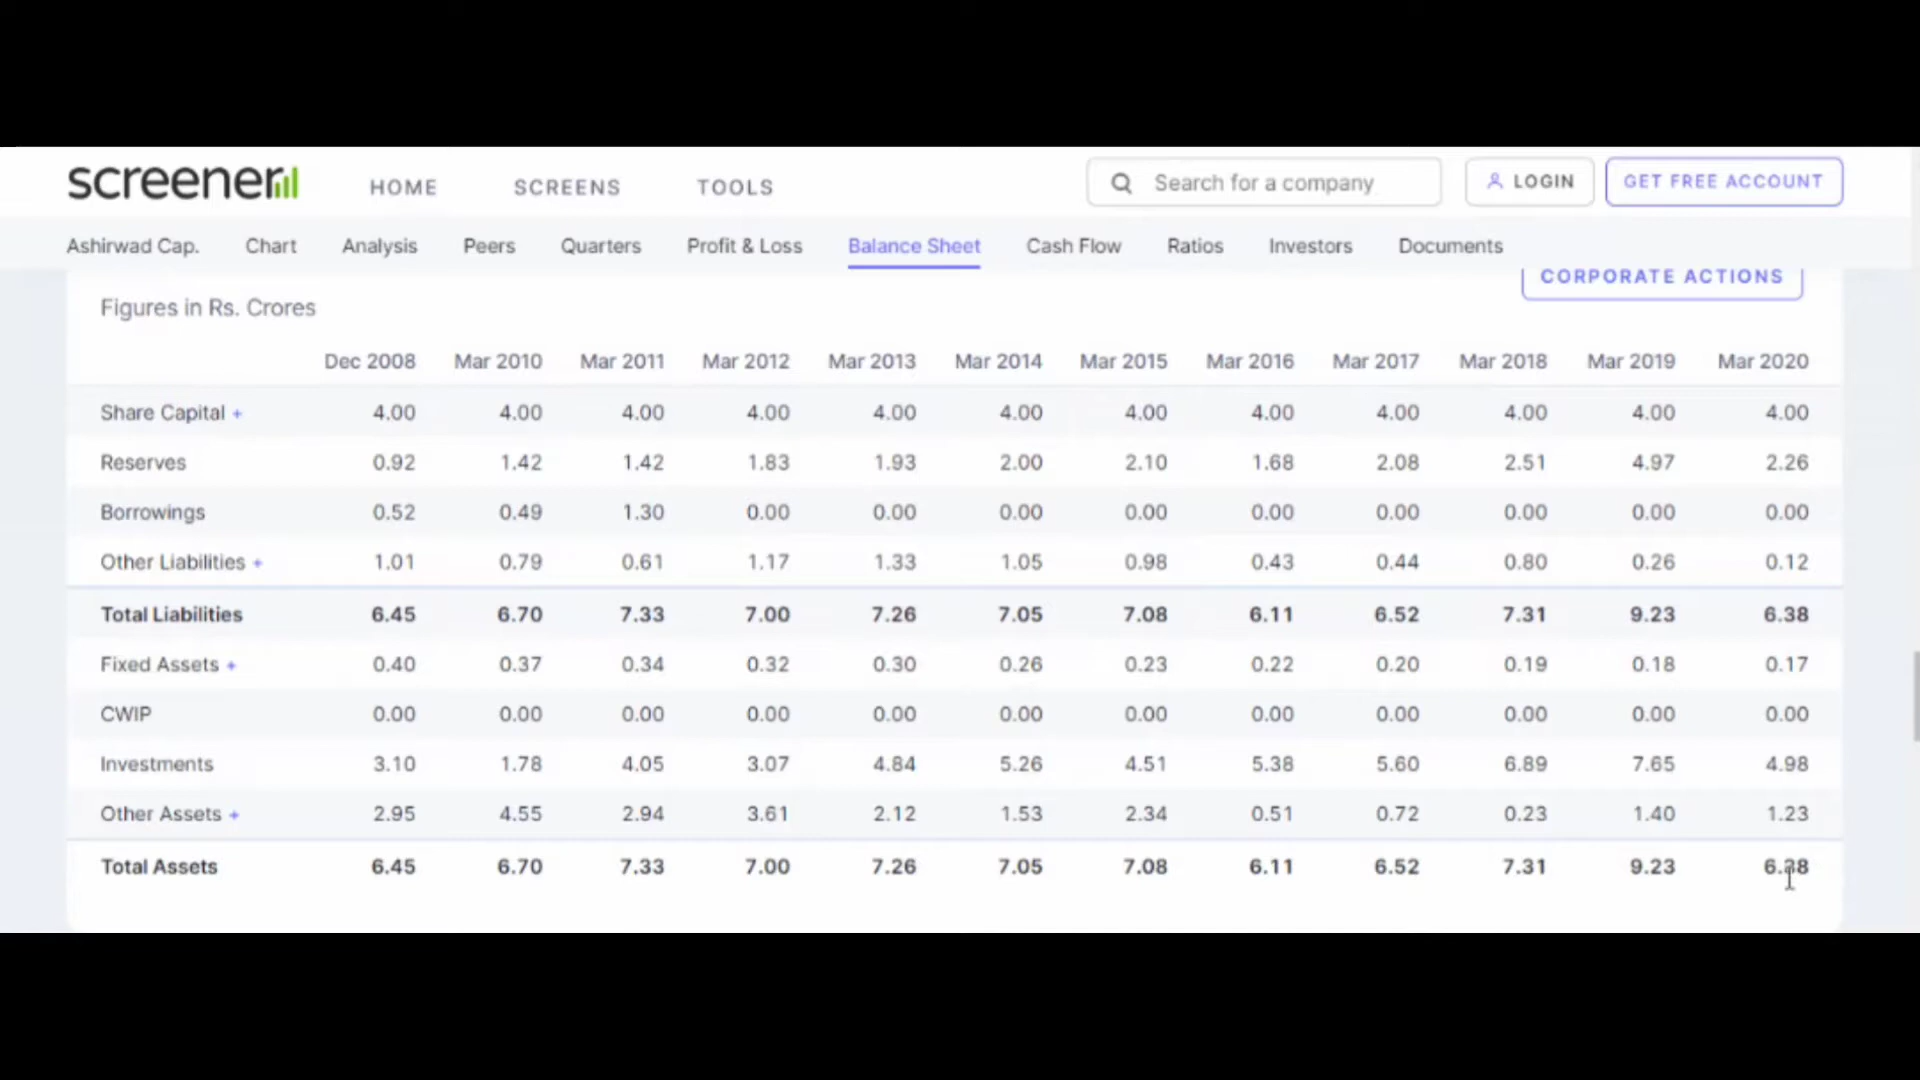 screener HOME SCREENS TOOLS Search for a company LOGIN GET FREE ACCOUNT
Ashirwad Cap. Chart Analysis Peers Quarters Profit & Loss Balance Sheet Cash Flow Ratios Investors Documents
CORPORATE ACTIONS
Figures in Rs. Crores
Dec 2008 Mar 2010 Mar 2011 Mar 2012 Mar 2013 Mar 2014 Mar 2015 Mar 2016 Mar 2017 Mar 2018 Mar 2019 Mar 2020
Share Capital + 4.00 4.00 4.00 4.00 4.00 4.00 4.00 4.00 4.00 4.00 4.00 4.00
Reserves 0.92 1.42 1.42 1.83 1.93 2.00 2.10 1.68 2.08 2.51 4.97 2.26
Borrowings 0.52 0.49 1.30 0.00 0.00 0.00 0.00 0.00 0.00 0.00 0.00 0.00
Other Liabilities + 1.01 0.79 0.61 1.17 1.33 1.05 0.98 0.43 0.44 0.80 0.26 0.12
Total Liabilities 6.45 6.70 7.33 7.00 7.26 7.05 7.08 6.11 6.52 7.31 9.23 6.38
Fixed Assets + 0.40 0.37 0.34 0.32 0.30 0.26 0.23 0.22 0.20 0.19 0.18 0.17
CWIP 0.00 0.00 0.00 0.00 0.00 0.00 0.00 0.00 0.00 0.00 0.00 0.00
Investments 3.10 1.78 4.05 3.07 4.84 5.26 4.51 5.38 5.60 6.89 7.65 4.98
Other Assets + 2.95 4.55 2.94 3.61 2.12 1.53 2.34 0.51 0.72 0.23 1.40 1.23
Total Assets 6.45 6.70 7.33 7.00 7.26 7.05 7.08 6.11 6.52 7.31 9.23 6.38